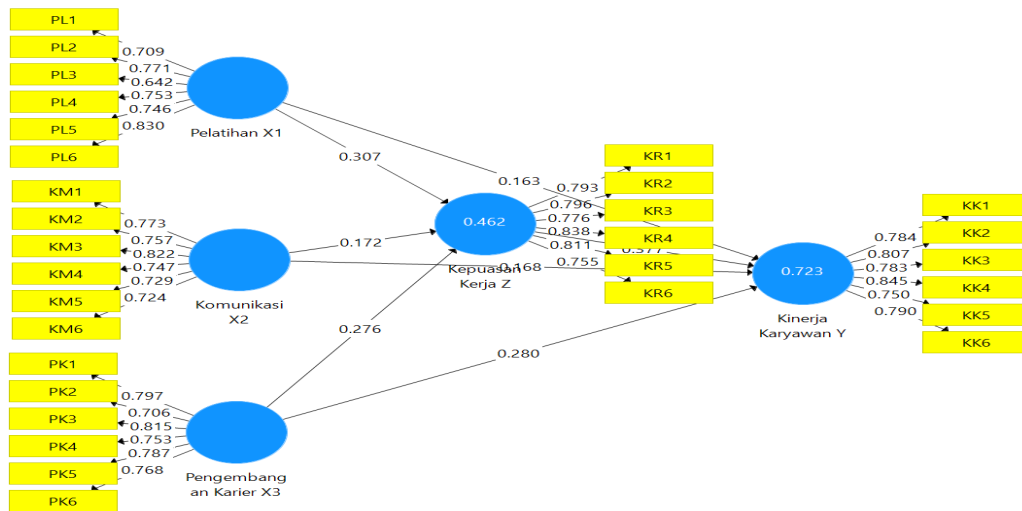 PL1
PL2
PL3
PL4
PL5
PL6
0.709
0.771
0.642
0.753
0.746
0.830
Pelatihan X1
KM1
KM2
KM3
KM4
KM5
KM6
0.773
0.757
0.822
0.747
0.729
0.724
Komunikasi
X2
PK1
PK2
PK3
PK4
PK5
PK6
0.797
0.706
0.815
0.753
0.787
0.768
Pengembang
an Karier X3
0.307
0.172
0.276
0.163
0.168
0.280
0.462
Kepuasan
Kerja Z
0.793
0.796
0.776
0.838
0.811
0.755
KR1
KR2
KR3
KR4
KR5
KR6
0.723
Kinerja
Karyawan Y
0.784
0.807
0.783
0.845
0.750
0.790
KK1
KK2
KK3
KK4
KK5
KK6